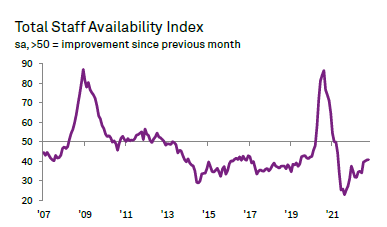 Total Staff Availability Index
sa, >50 = improvement since previous month
90
80
70
60
50
40
30
20
'07 '09 '11 '13 '15 '17 '19 '21